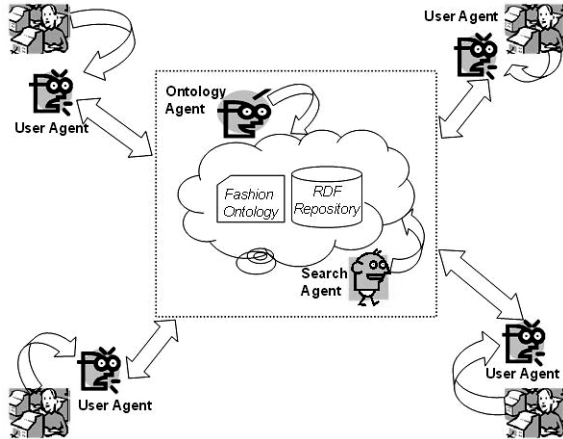 User Agent
User Agent
Ontology
Agent
Fashion
Ontology
RDF
Repository
Search
Agent
User Agent
User Agent